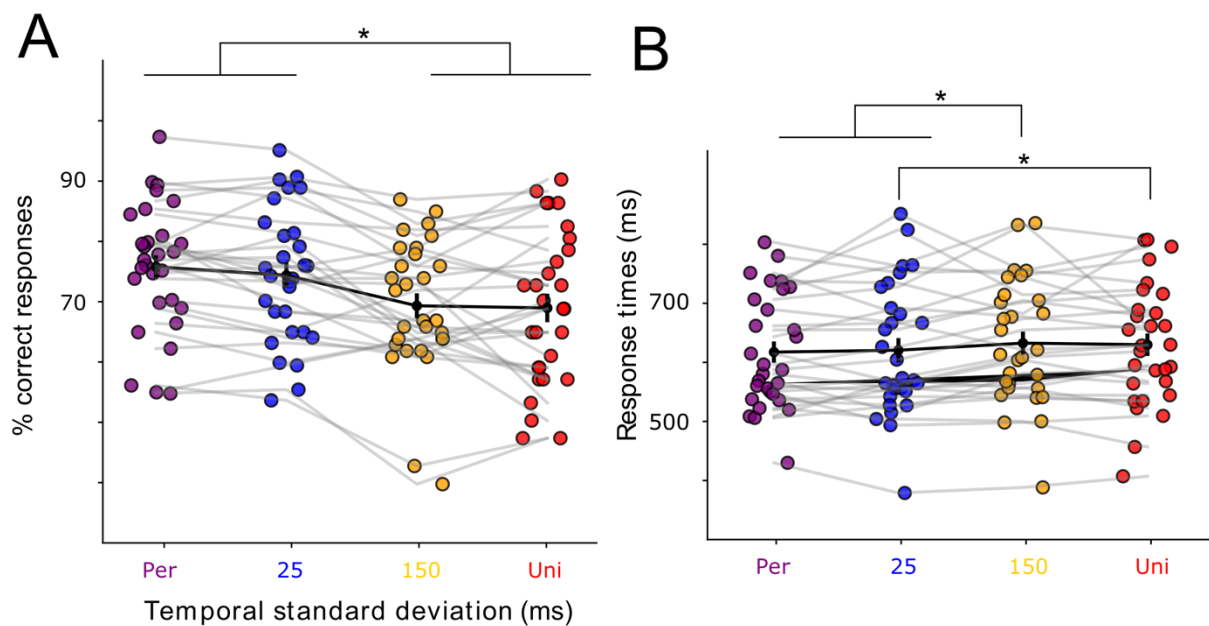 A
*
% correct responses
90
70
Per 25 150 Uni
Temporal standard deviation (ms)
B
*
*
Response times (ms)
700
500
Per 25 150 Uni